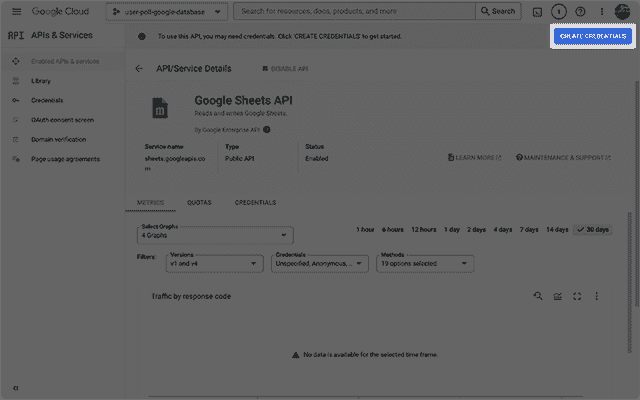 Google Cloud
user-poll-google-database
Search for resources, docs, products, and more
Search
API APIs & Services
To use this API, you may need credentials. Click 'CREATE CREDENTIALS' to get started.
CREATE CREDENTIALS
Enabled APIs & services
Library
Credentials
OAuth consent screen
Domain verification
Page usage agreements
API/Service Details
DISABLE API
Google Sheets API
Reads and writes Google Sheets.
By Google Enterprise API
Service name
Type
Status
sheets.googleapis.co
m
Public API
Enabled
LEARN MORE
MAINTENANCE & SUPPORT
METRICS
QUOTAS
CREDENTIALS
Select Graphs
4 Graphs
1 hour
6 hours
12 hours
1 day
2 days
4 days
7 days
14 days
30 days
Filters:
Versions
v1 and v4
Credentials
Unspecified, Anonymous,...
Methods
19 options selected
Traffic by response code
No data is available for the selected time frame.